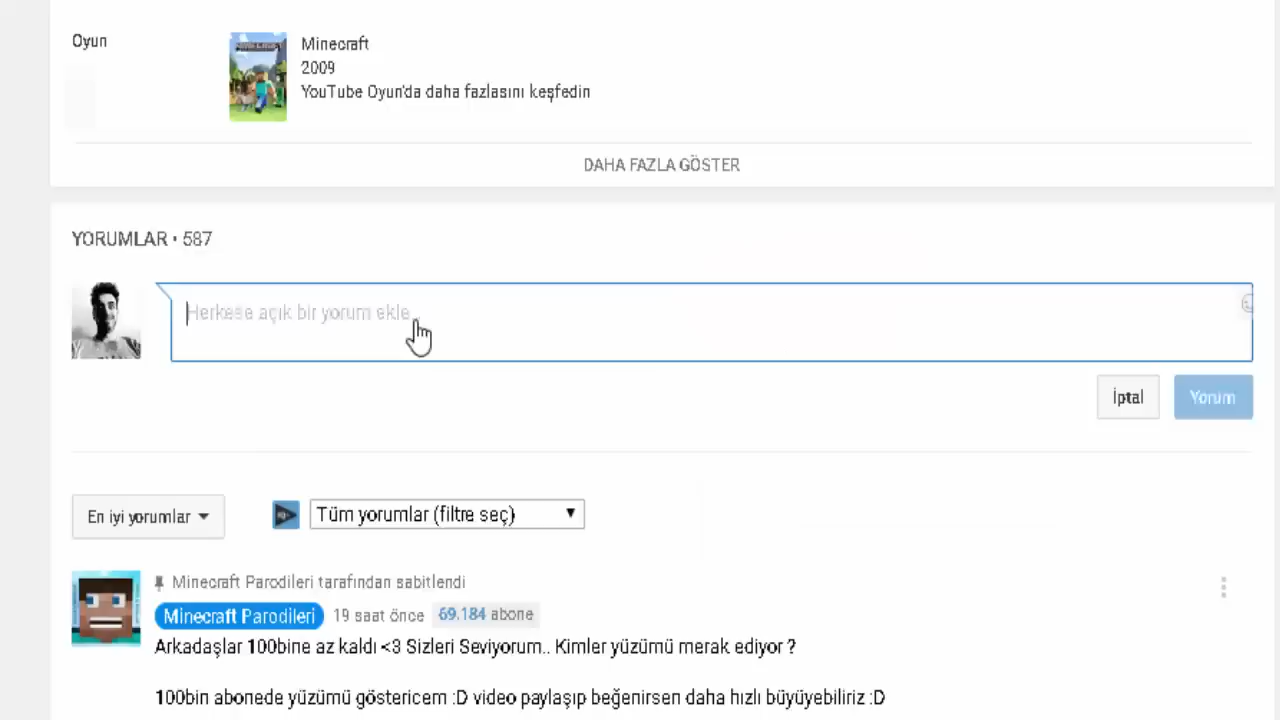 Oyun
Minecraft
2009
YouTube Oyun'da daha fazlasını keşfedin
DAHA FAZLA GÖSTER
YORUMLAR • 587
Herkese açık bir yorum ekle...
İptal
Yorum
En iyi yorumlar
Tüm yorumlar (filtre seç)
Minecraft Parodileri tarafından sabitlendi
Minecraft Parodileri 19 saat önce 69.184 abone
Arkadaşlar 100bine az kaldı <3 Sizleri Seviyorum.. Kimler yüzümü merak ediyor ?
100bin abonede yüzümü göstericem :D video paylaşıp beğenirsen daha hızlı büyüyebiliriz :D